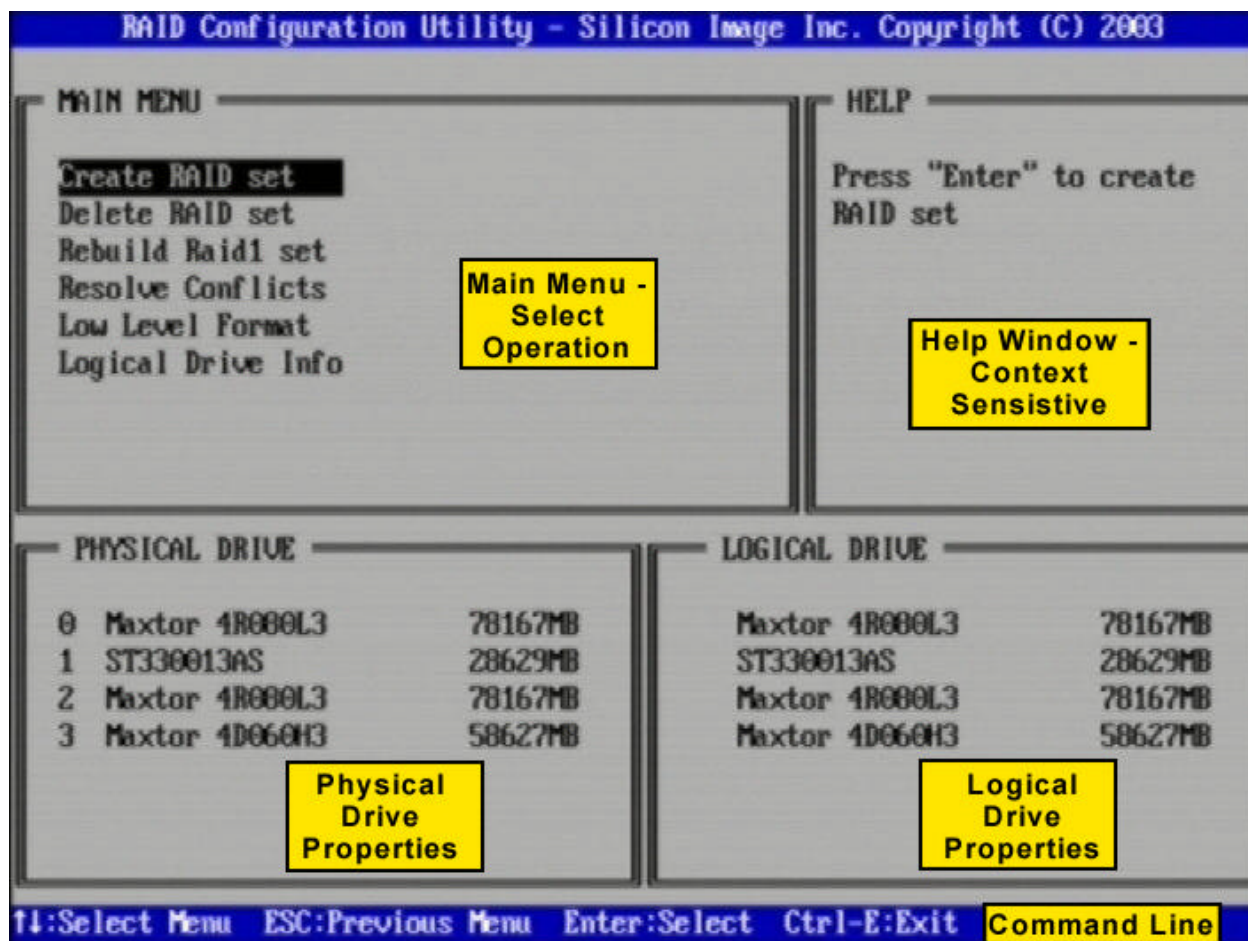 RAID Configuration Utility - Silicon Image Inc. Copyright (C) 2003
MAIN MENU
Create RAID set
Delete RAID set
Rebuild Raid1 set
Resolve Conflicts
Low Level Format
Logical Drive Info
Main Menu -
Select
Operation
HELP
Press "Enter" to create
RAID set
Help Window -
Context
Sensistive
PHYSICAL DRIVE
0 Maxtor 4R080L3 78167MB
1 ST330013AS 28629MB
2 Maxtor 4R080L3 78167MB
3 Maxtor 4D060H3 58627MB
Physical
Drive
Properties
LOGICAL DRIVE
Maxtor 4R080L3 78167MB
ST330013AS 28629MB
Maxtor 4R080L3 78167MB
Maxtor 4D060H3 58627MB
Logical
Drive
Properties
↑↓:Select Menu ESC:Previous Menu Enter:Select Ctrl-E:Exit
Command Line